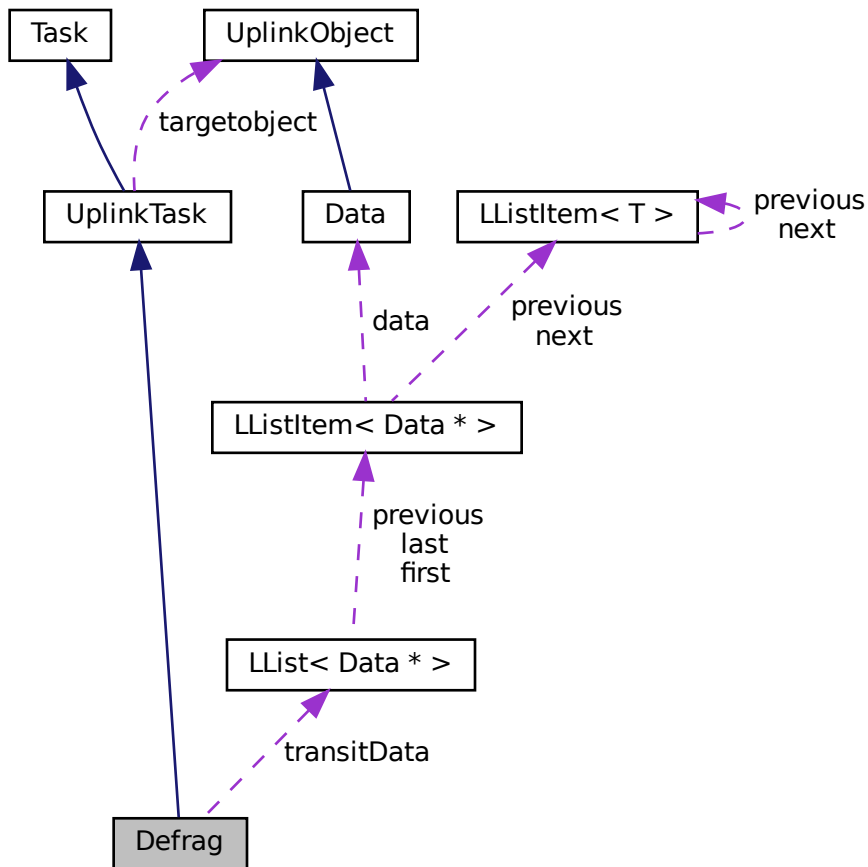 Task
UplinkObject
targetobject
UplinkTask
Data
LListItem< T >
previous
next
data
previous
next
LListItem< Data * >
previous
last
first
LList< Data * >
transitData
Defrag